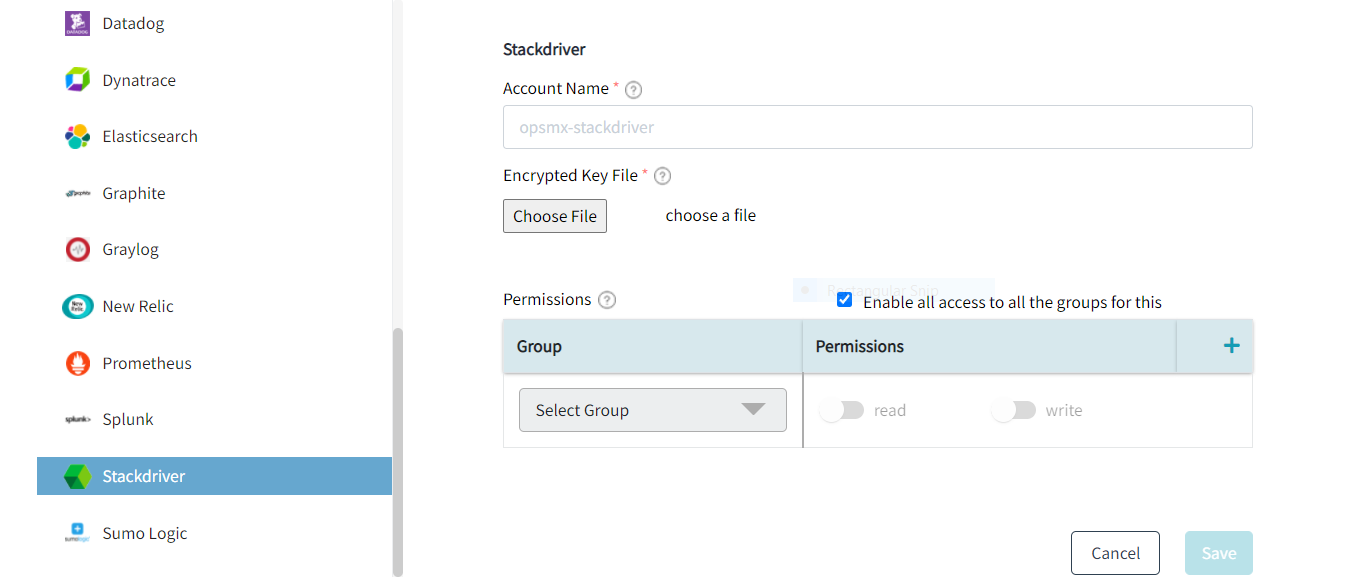 Datadog
Dynatrace
Elasticsearch
Graphite
Graylog
New Relic
Prometheus
Splunk
Stackdriver
Sumo Logic
Stackdriver
Account Name * ?
opsmx-stackdriver
Encrypted Key File * ?
Choose File choose a file
Permissions ? Rectangular Snip
Enable all access to all the groups for this
Group Permissions +
Select Group read write
Cancel Save